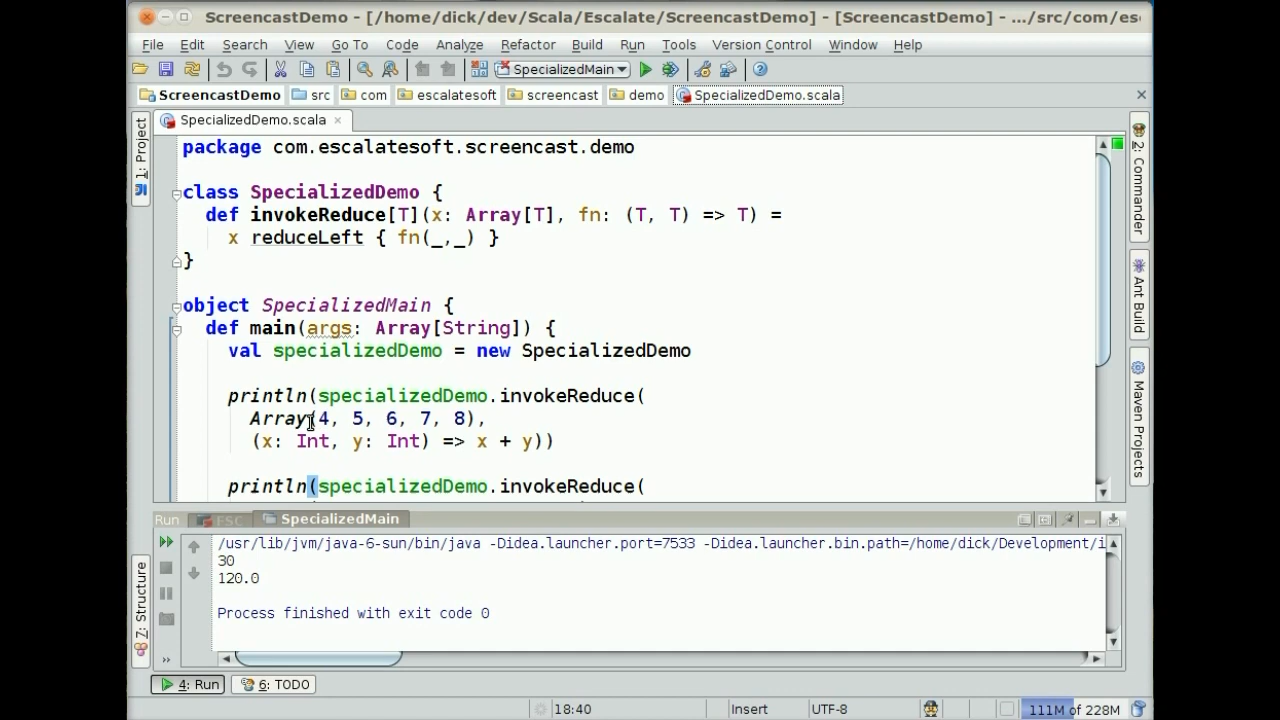 ScreencastDemo - [/home/dick/dev/Scala/Escalate/ScreencastDemo] - [ScreencastDemo] - .../src/com/esc
File Edit Search View Go To Code Analyze Refactor Build Run Tools Version Control Window Help
SpecializedMain
ScreencastDemo src com escalatesoft screencast demo SpecializedDemo.scala
SpecializedDemo.scala
1: Project
2: Commander
Ant Build
Maven Projects
package com.escalatesoft.screencast.demo
class SpecializedDemo {
def invokeReduce[T](x: Array[T], fn: (T, T) => T) =
x reduceLeft { fn(_,_) }
}
object SpecializedMain {
def main(args: Array[String]) {
val specializedDemo = new SpecializedDemo
println(specializedDemo.invokeReduce(
Array(4, 5, 6, 7, 8),
(x: Int, y: Int) => x + y))
println(specializedDemo.invokeReduce(
Run FSC SpecializedMain
7: Structure
/usr/lib/jvm/java-6-sun/bin/java -Didea.launcher.port=7533 -Didea.launcher.bin.path=/home/dick/Development/i
30
120.0
Process finished with exit code 0
4: Run 6: TODO
18:40 Insert UTF-8 111M of 228M